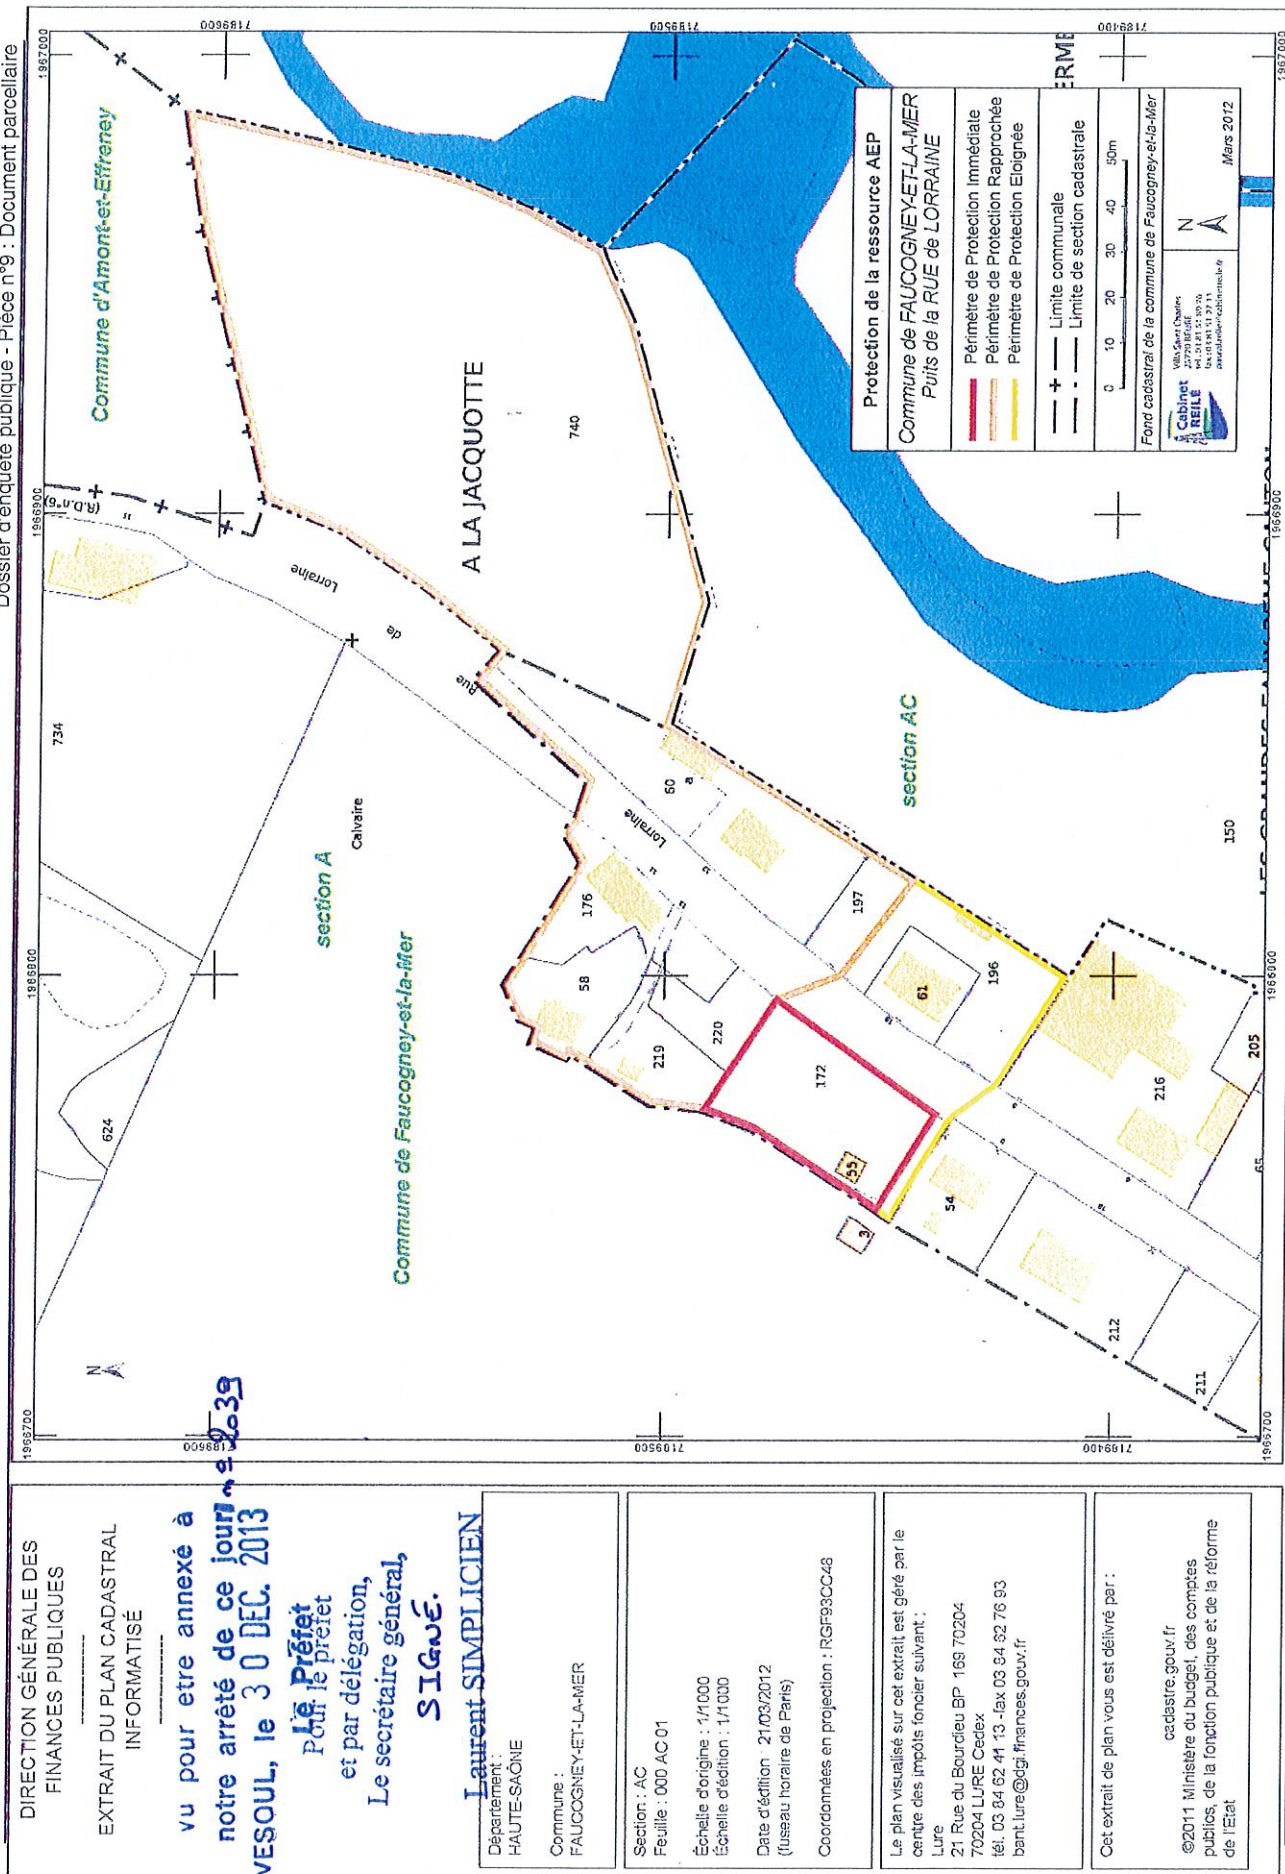 Dossier d'enquête publique - Pièce n°9 : Document parcellaire
DIRECTION GÉNÉRALE DES
FINANCES PUBLIQUES
EXTRAIT DU PLAN CADASTRAL
INFORMATISÉ
vu pour etre annexé à
notre arrêté de ce jour n° 2039
VESOUL, le 30 DEC. 2013
Le Préfet
Pour le préfet
et par délégation,
Le secrétaire général,
SIGNÉ.
Laurent SIMPLICIEN
Département :
HAUTE-SAÔNE
Commune :
FAUCOGNEY-ET-LA-MER
Section : AC
Feuille : 000 AC 01
Échelle d'origine : 1/1000
Échelle d'édition : 1/1000
Date d'édition : 21/03/2012
(fuseau horaire de Paris)
Coordonnées en projection : RGF93CC48
Le plan visualisé sur cet extrait est géré par le
centre des impôts foncier suivant :
Lure
21 Rue du Bourdieu BP 169 70204
70204 LURE Cedex
tél. 03 84 62 41 13 -fax 03 84 62 76 93
bant.lure@dgi.finances.gouv.fr
Cet extrait de plan vous est délivré par :
cadastre.gouv.fr
©2011 Ministère du budget, des comptes
publics, de la fonction publique et de la réforme
de l'Etat
1966700
1966800
1966900
1967000
7189600
7189500
7189400
7189600
7189400
1966700
1966800
1966900
1967000
N
Commune d'Amont-et-Effreney
(R.D.n°6)
734
624
section A
Calvaire
Commune de Faucogney-et-la-Mer
Rue
de
Lorraine
A LA JACQUOTTE
740
Lorraine
60
a
176
58
219
220
197
172
55
3
61
196
54
section AC
150
216
205
65
212
211
Protection de la ressource AEP
Commune de FAUCOGNEY-ET-LA-MER
Puits de la RUE de LORRAINE
Périmètre de Protection Immédiate
Périmètre de Protection Rapprochée
Périmètre de Protection Eloignée
Limite communale
Limite de section cadastrale
0 10 20 30 40 50m
Fond cadastral de la commune de Faucogney-et-la-Mer
Cabinet
REILE
Villa Saint Charles
N
Mars 2012